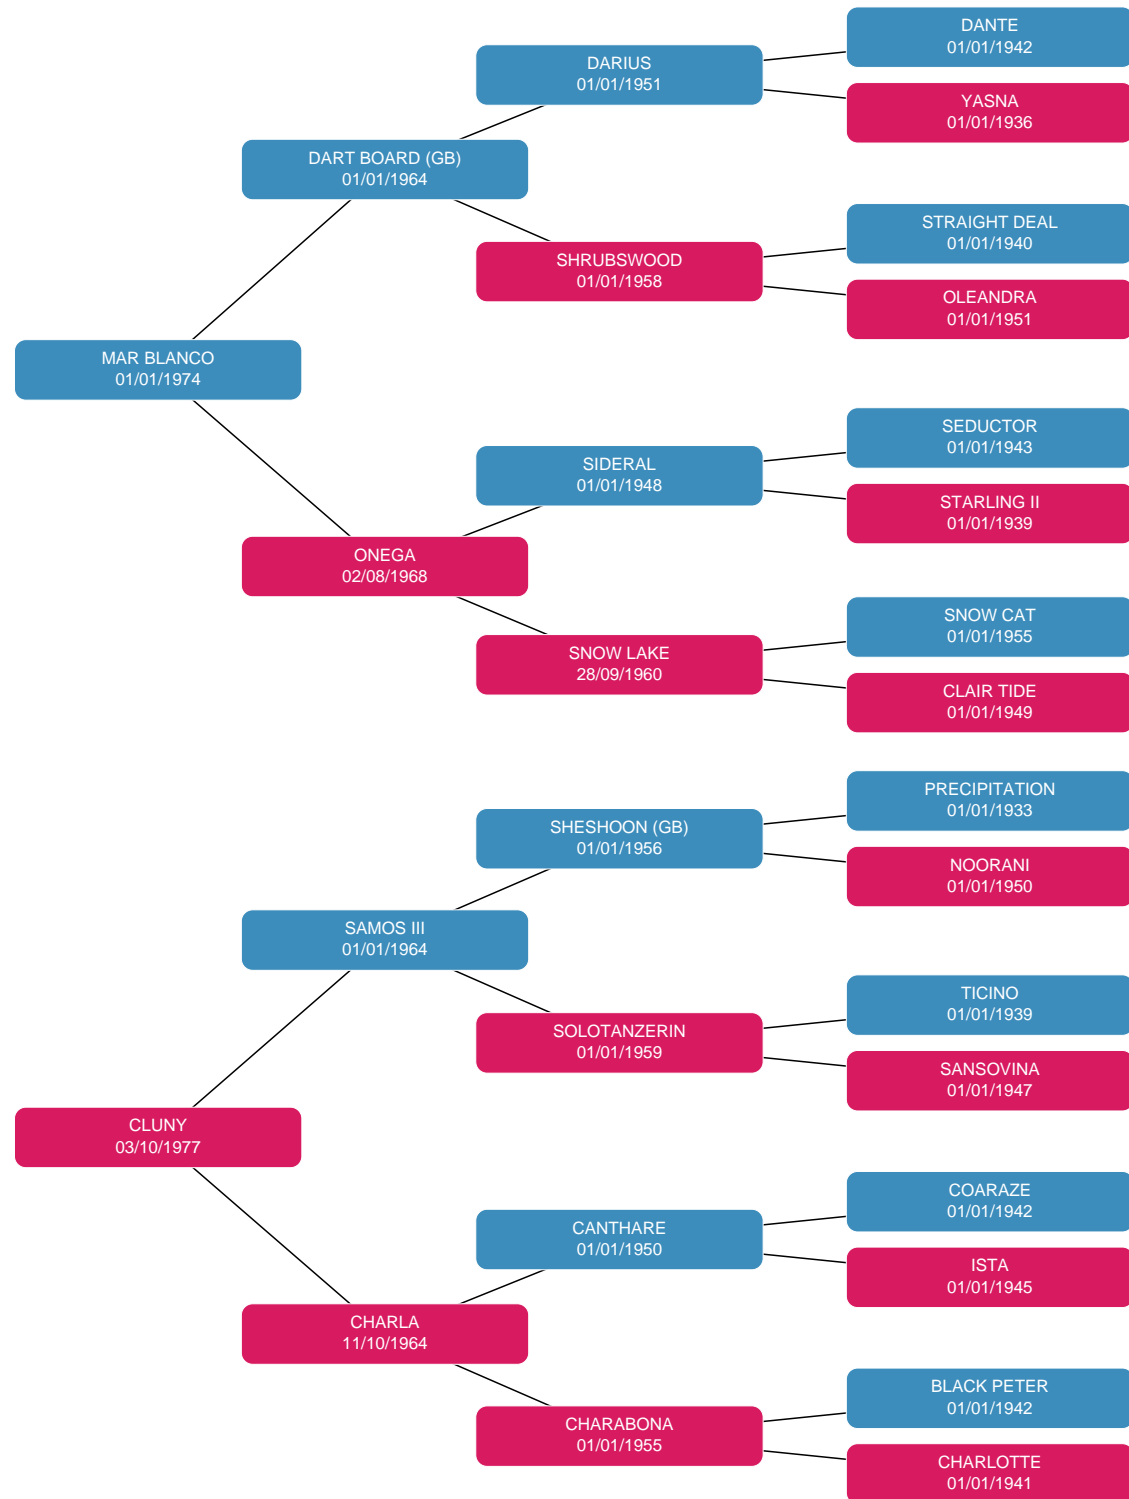 DANTE
01/01/1942
DARIUS
01/01/1951
YASNA
01/01/1936
DART BOARD (GB)
01/01/1964
STRAIGHT DEAL
01/01/1940
SHRUBSWOOD
01/01/1958
OLEANDRA
01/01/1951
MAR BLANCO
01/01/1974
SEDUCTOR
01/01/1943
SIDERAL
01/01/1948
STARLING II
01/01/1939
ONEGA
02/08/1968
SNOW CAT
01/01/1955
SNOW LAKE
28/09/1960
CLAIR TIDE
01/01/1949
PRECIPITATION
01/01/1933
SHESHOON (GB)
01/01/1956
NOORANI
01/01/1950
SAMOS III
01/01/1964
TICINO
01/01/1939
SOLOTANZERIN
01/01/1959
SANSOVINA
01/01/1947
CLUNY
03/10/1977
COARAZE
01/01/1942
CANTHARE
01/01/1950
ISTA
01/01/1945
CHARLA
11/10/1964
BLACK PETER
01/01/1942
CHARABONA
01/01/1955
CHARLOTTE
01/01/1941